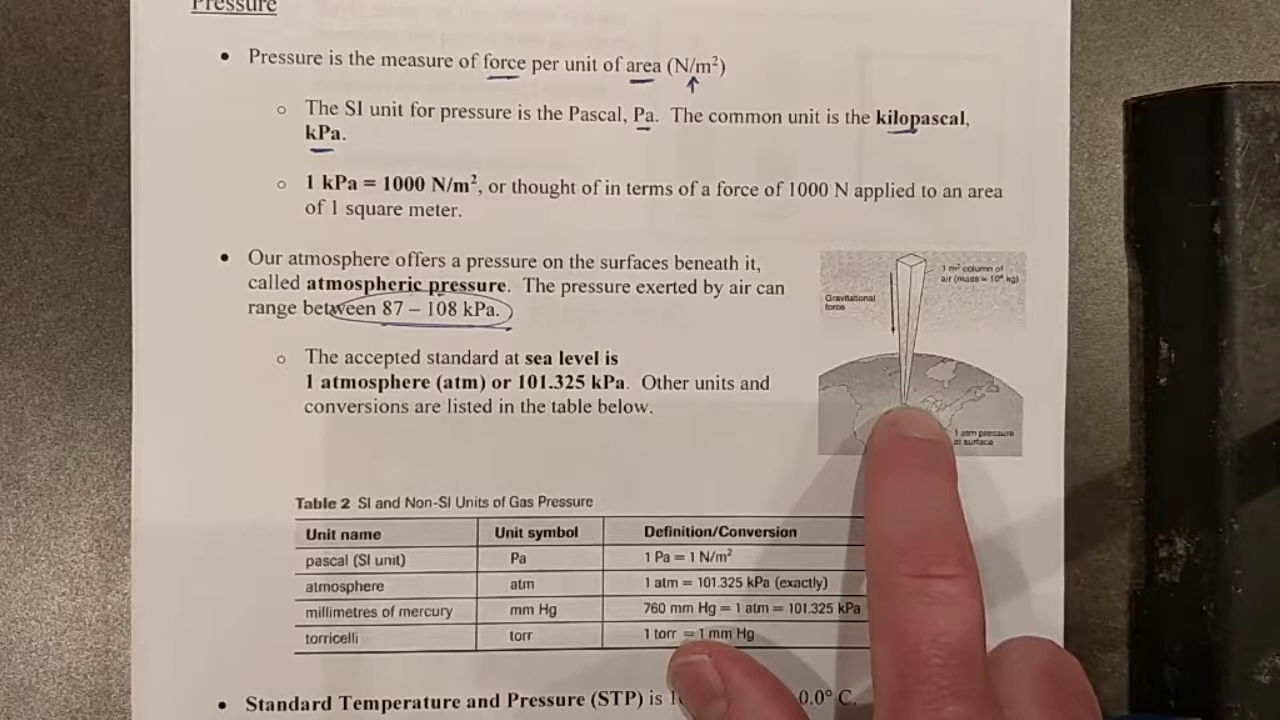 Pressure
• Pressure is the measure of force per unit of area (N/m²)
o The SI unit for pressure is the Pascal, Pa. The common unit is the kilopascal,
kPa.
o 1 kPa = 1000 N/m², or thought of in terms of a force of 1000 N applied to an area
of 1 square meter.
• Our atmosphere offers a pressure on the surfaces beneath it,
called atmospheric pressure. The pressure exerted by air can
range between 87 – 108 kPa.
o The accepted standard at sea level is
1 atmosphere (atm) or 101.325 kPa. Other units and
conversions are listed in the table below.
1 m² column of
air (mass = 10⁴ kg)
Gravitational
force
1 atm pressure
at surface
Table 2 SI and Non-SI Units of Gas Pressure
Unit name Unit symbol Definition/Conversion
pascal (SI unit) Pa 1 Pa = 1 N/m²
atmosphere atm 1 atm = 101.325 kPa (exactly)
millimetres of mercury mm Hg 760 mm Hg = 1 atm = 101.325 kPa
torricelli torr 1 torr = 1 mm Hg
• Standard Temperature and Pressure (STP) is 0.0° C.